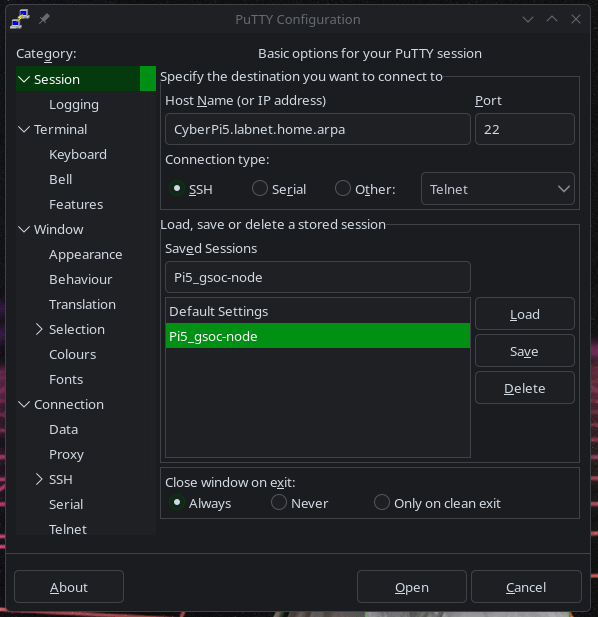 PuTTY Configuration
Category:
Session
Logging
Terminal
Keyboard
Bell
Features
Window
Appearance
Behaviour
Translation
Selection
Colours
Fonts
Connection
Data
Proxy
SSH
Serial
Telnet
Basic options for your PuTTY session
Specify the destination you want to connect to
Host Name (or IP address) Port
CyberPi5.labnet.home.arpa 22
Connection type:
SSH Serial Other: Telnet
Load, save or delete a stored session
Saved Sessions
Pi5_gsoc-node
Default Settings
Pi5_gsoc-node
Load
Save
Delete
Close window on exit:
Always Never Only on clean exit
About Open Cancel